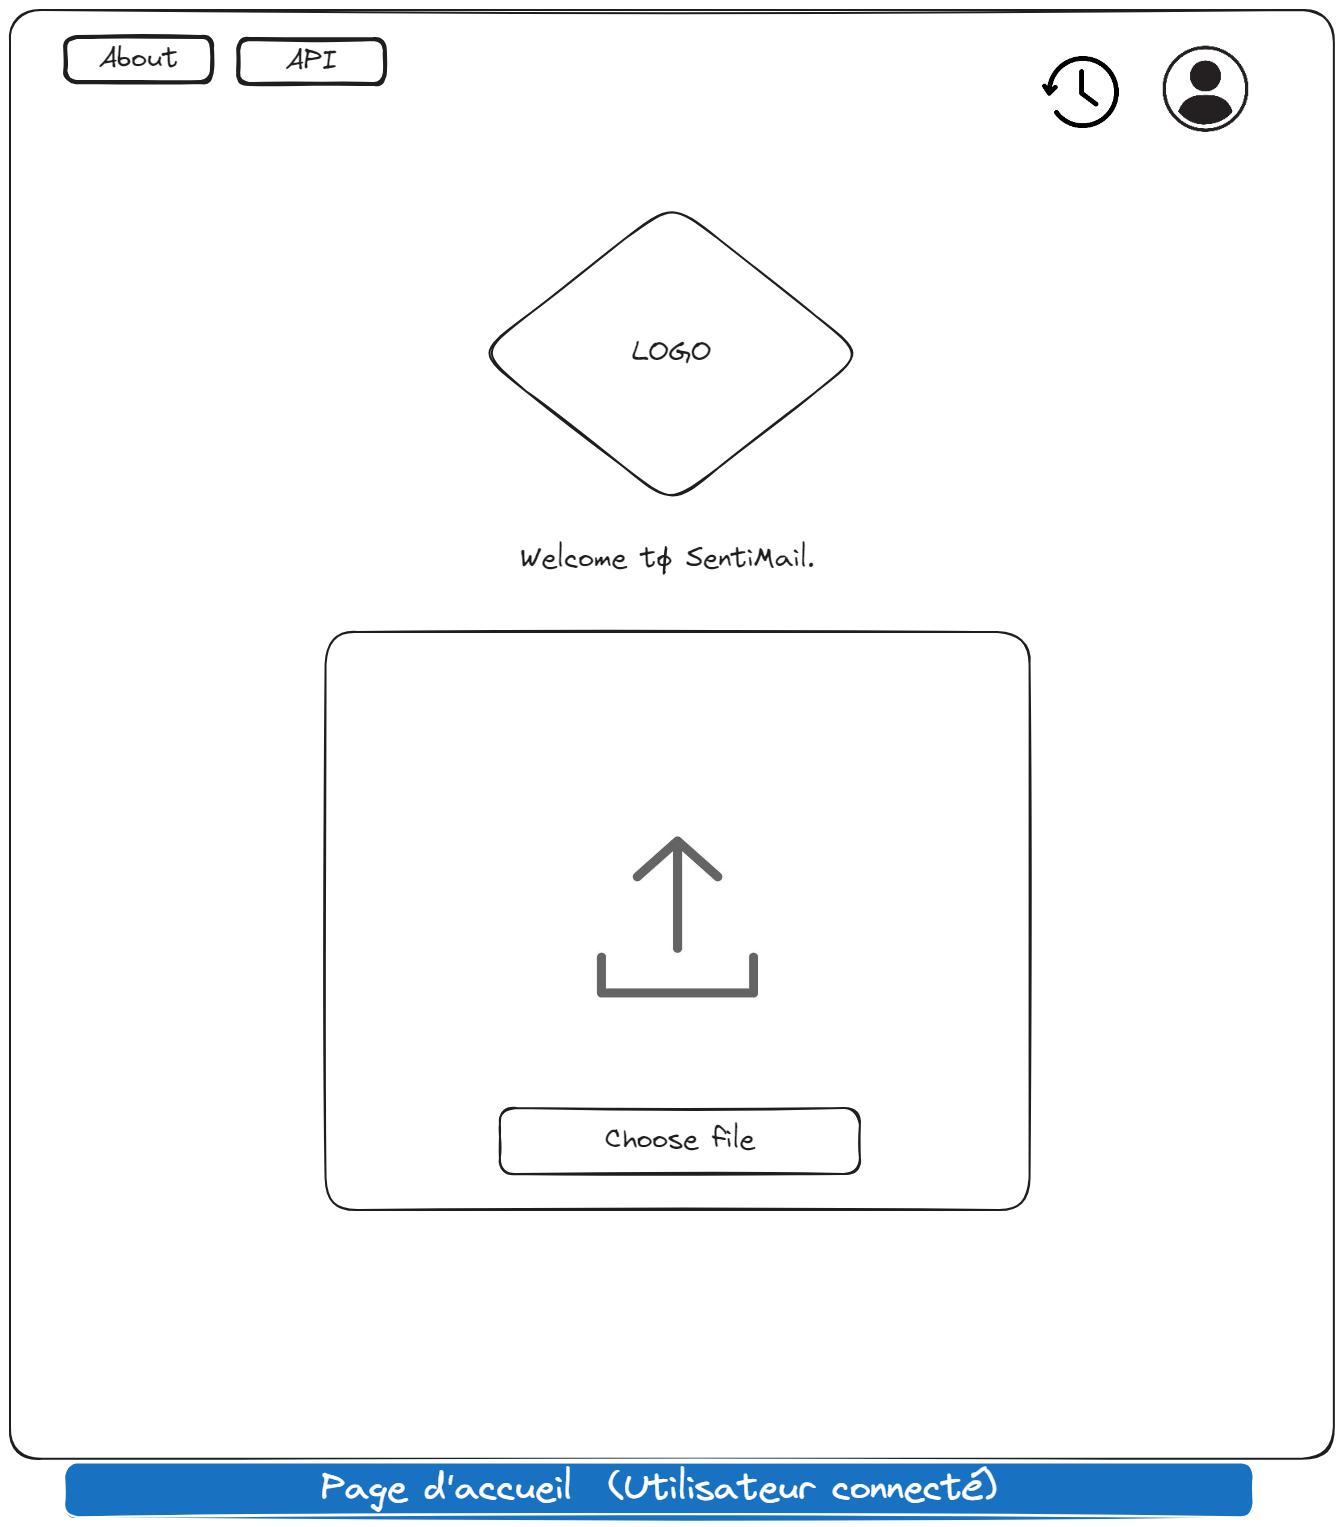 About
API
LOGO
Welcome to SentiMail.
Choose file
Page d'accueil (Utilisateur connecté)